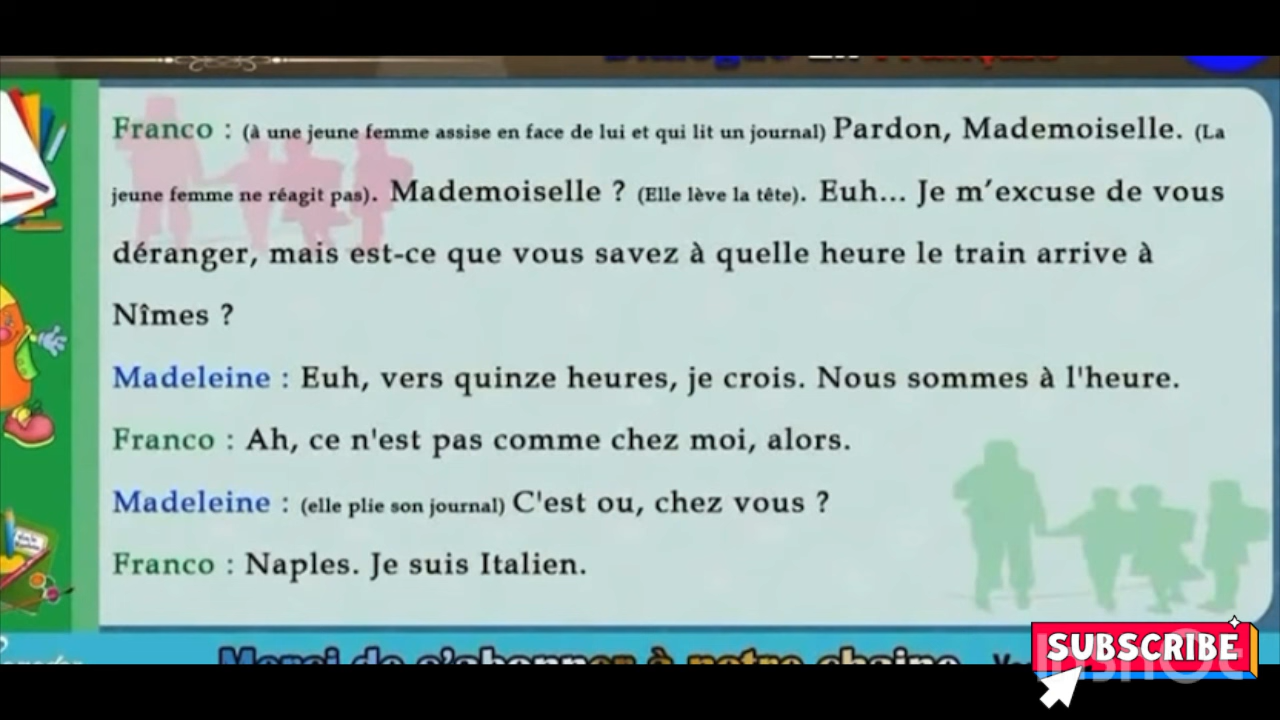 Franco : (à une jeune femme assise en face de lui et qui lit un journal) Pardon, Mademoiselle. (La
jeune femme ne réagit pas). Mademoiselle ? (Elle lève la tête). Euh... Je m'excuse de vous
déranger, mais est-ce que vous savez à quelle heure le train arrive à
Nîmes ?
Madeleine : Euh, vers quinze heures, je crois. Nous sommes à l'heure.
Franco : Ah, ce n'est pas comme chez moi, alors.
Madeleine : (elle plie son journal) C'est ou, chez vous ?
Franco : Naples. Je suis Italien.
Merci de s'abonner à notre chaine
SUBSCRIBE